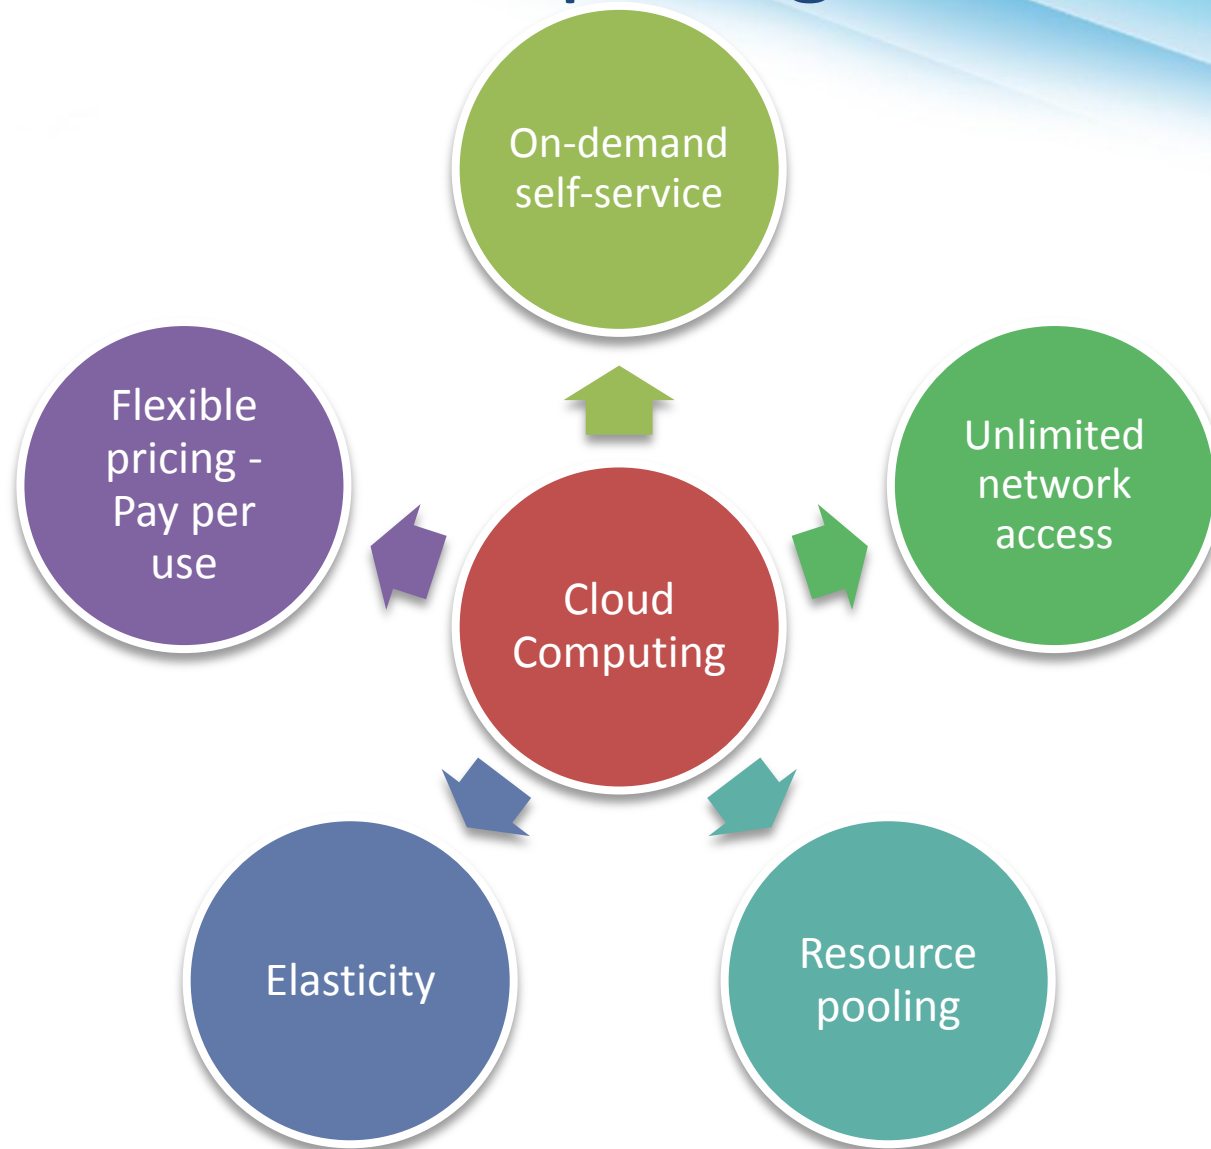 On-demand
self-service
Flexible
pricing -
Pay per
use
Unlimited
network
access
Cloud
Computing
Elasticity
Resource
pooling